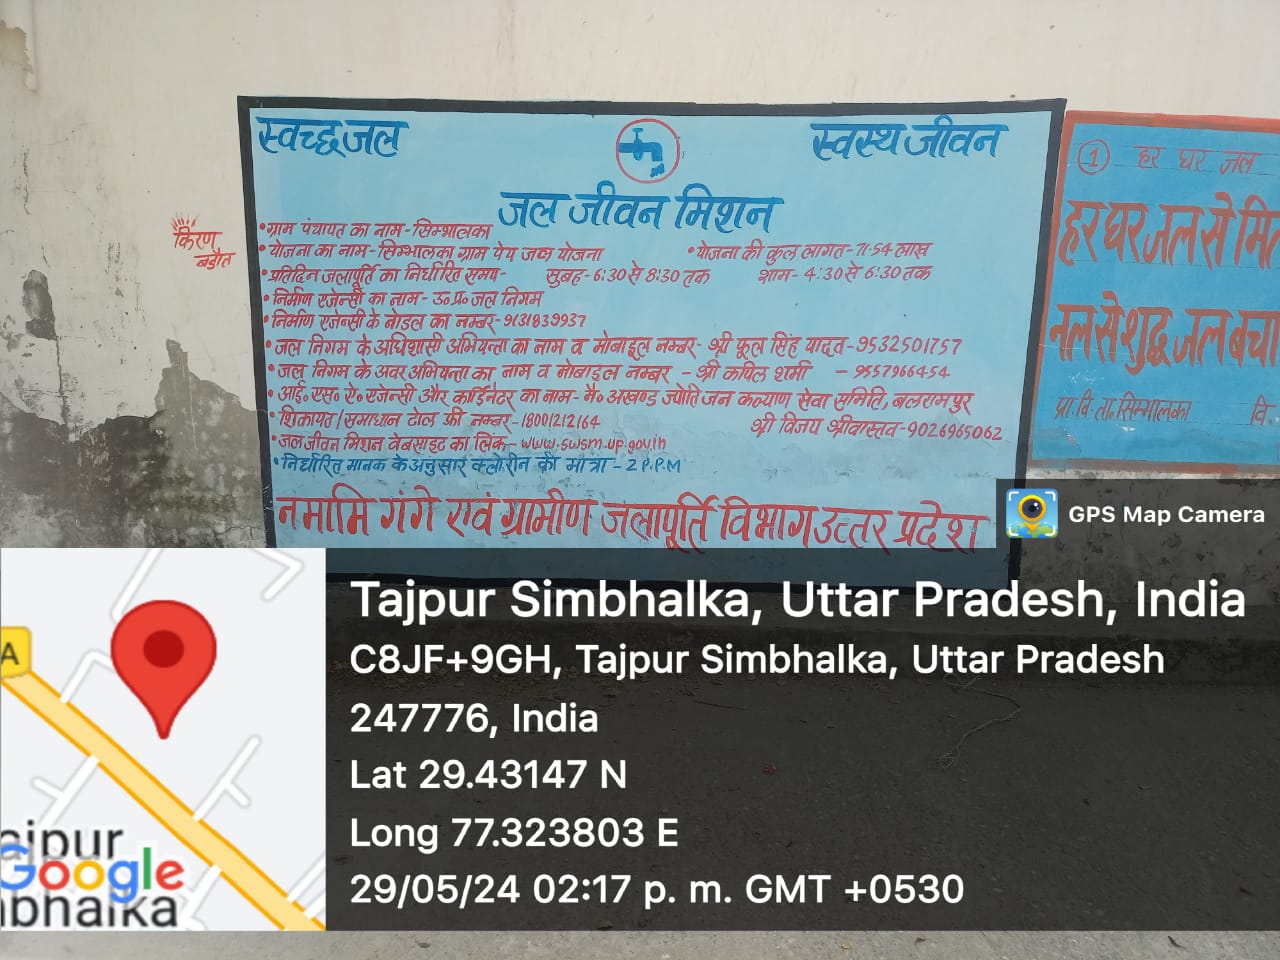 स्वच्छ जल
स्वस्थ जीवन
जल जीवन मिशन
•ग्राम पंचायत का नाम-सिम्भालका
•योजना का नाम-सिम्भालका ग्राम पेय जल योजना
•योजना की कुल लागत-71.54 लाख
•प्रतिदिन जलापूर्ति का निर्धारित समय- सुबह-6:30 से 8:30 तक शाम-4:30 से 6:30 तक
•निर्माण एजेन्सी का नाम-उ०प्र० जल निगम
•निर्माण एजेन्सी के नोडल का नम्बर-9131839937
•जल निगम के अधिशासी अभियन्ता का नाम व मोबाइल नम्बर-श्री फूल सिंह यादव-9532501757
•जल निगम के अवर अभियन्ता का नाम व मोबाइल नम्बर -श्री कपिल शर्मा -9557966454
•आई. एस. ऐ. एजेन्सी और कॉर्डिनेटर का नाम-मै. अखण्ड ज्योति जन कल्याण सेवा समिति, बलरामपुर
•शिकायत/समाधान टोल फ्री नम्बर-18001212164
श्री विजय श्रीवास्तव-9026965062
•जल जीवन मिशन वेबसाइट का लिंक-www.swsm.up.gov.in
•निर्धारित मानक के अनुसार क्लोरीन की मात्रा-2 P.P.M
नमामि गंगे एवं ग्रामीण जलापूर्ति विभाग उत्तर प्रदेश
किरण
बडौत
1 हर घर जल
हर घर जल से
नल से शुद्ध जल बचा
प्रा. वि. ता. सिम्भालका वि.
GPS Map Camera
Tajpur Simbhalka, Uttar Pradesh, India
C8JF+9GH, Tajpur Simbhalka, Uttar Pradesh
247776, India
Lat 29.43147 N
Long 77.323803 E
29/05/24 02:17 p. m. GMT +0530
A
ajpur
Google
bhalka